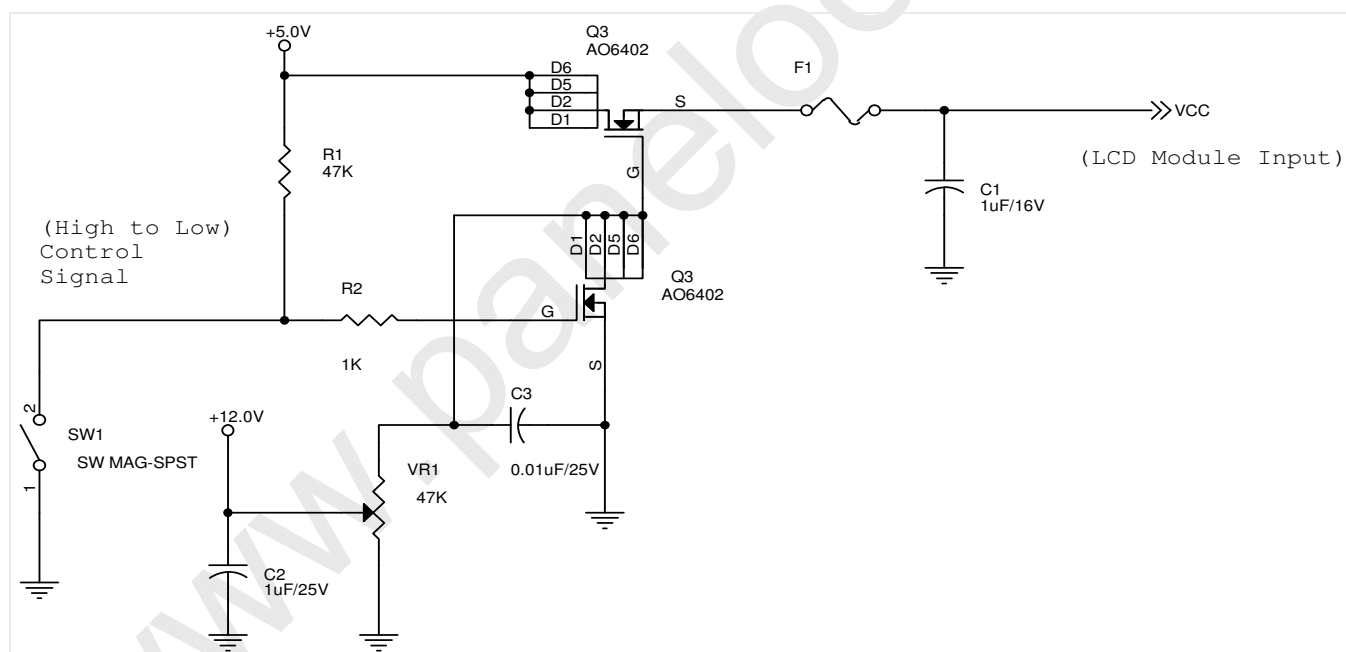 +5.0V
Q3
AO6402
D6
D5
D2
D1
S
G
F1
VCC
(LCD Module Input)
R1
47K
C1
1uF/16V
(High to Low)
Control
Signal
D1
D2
D5
D6
Q3
AO6402
R2
1K
G
S
C3
0.01uF/25V
+12.0V
2
SW1
SW MAG-SPST
1
VR1
47K
C2
1uF/25V
www.paneloo